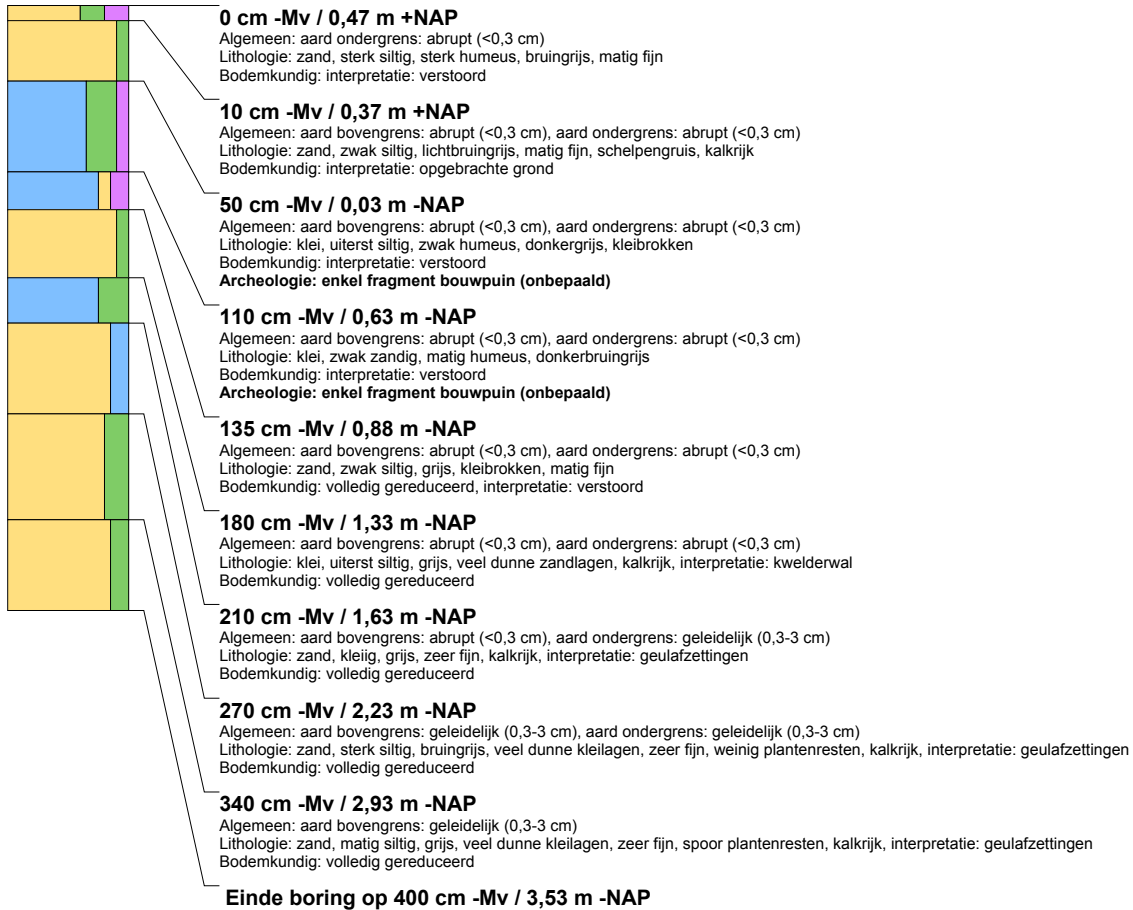 0 cm -Mv / 0,47 m +NAP
Algemeen: aard ondergrens: abrupt (<0,3 cm)
Lithologie: zand, sterk siltig, sterk humeus, bruingrijs, matig fijn
Bodemkundig: interpretatie: verstoord
10 cm -Mv / 0,37 m +NAP
Algemeen: aard bovengrens: abrupt (<0,3 cm), aard ondergrens: abrupt (<0,3 cm)
Lithologie: zand, zwak siltig, lichtbruingrijs, matig fijn, schelpengruis, kalkrijk
Bodemkundig: interpretatie: opgebrachte grond
50 cm -Mv / 0,03 m -NAP
Algemeen: aard bovengrens: abrupt (<0,3 cm), aard ondergrens: abrupt (<0,3 cm)
Lithologie: klei, uiterst siltig, zwak humeus, donkergrijs, kleibrokken
Bodemkundig: interpretatie: verstoord
Archeologie: enkel fragment bouwpuin (onbepaald)
110 cm -Mv / 0,63 m -NAP
Algemeen: aard bovengrens: abrupt (<0,3 cm), aard ondergrens: abrupt (<0,3 cm)
Lithologie: klei, zwak zandig, matig humeus, donkerbruingrijs
Bodemkundig: interpretatie: verstoord
Archeologie: enkel fragment bouwpuin (onbepaald)
135 cm -Mv / 0,88 m -NAP
Algemeen: aard bovengrens: abrupt (<0,3 cm), aard ondergrens: abrupt (<0,3 cm)
Lithologie: zand, zwak siltig, grijs, kleibrokken, matig fijn
Bodemkundig: volledig gereduceerd, interpretatie: verstoord
180 cm -Mv / 1,33 m -NAP
Algemeen: aard bovengrens: abrupt (<0,3 cm), aard ondergrens: abrupt (<0,3 cm)
Lithologie: klei, uiterst siltig, grijs, veel dunne zandlagen, kalkrijk, interpretatie: kwelderwal
Bodemkundig: volledig gereduceerd
210 cm -Mv / 1,63 m -NAP
Algemeen: aard bovengrens: abrupt (<0,3 cm), aard ondergrens: geleidelijk (0,3-3 cm)
Lithologie: zand, kleiig, grijs, zeer fijn, kalkrijk, interpretatie: geulafzettingen
Bodemkundig: volledig gereduceerd
270 cm -Mv / 2,23 m -NAP
Algemeen: aard bovengrens: geleidelijk (0,3-3 cm), aard ondergrens: geleidelijk (0,3-3 cm)
Lithologie: zand, sterk siltig, bruingrijs, veel dunne kleilagen, zeer fijn, weinig plantenresten, kalkrijk, interpretatie: geulafzettingen
Bodemkundig: volledig gereduceerd
340 cm -Mv / 2,93 m -NAP
Algemeen: aard bovengrens: geleidelijk (0,3-3 cm)
Lithologie: zand, matig siltig, grijs, veel dunne kleilagen, zeer fijn, spoor plantenresten, kalkrijk, interpretatie: geulafzettingen
Bodemkundig: volledig gereduceerd
Einde boring op 400 cm -Mv / 3,53 m -NAP